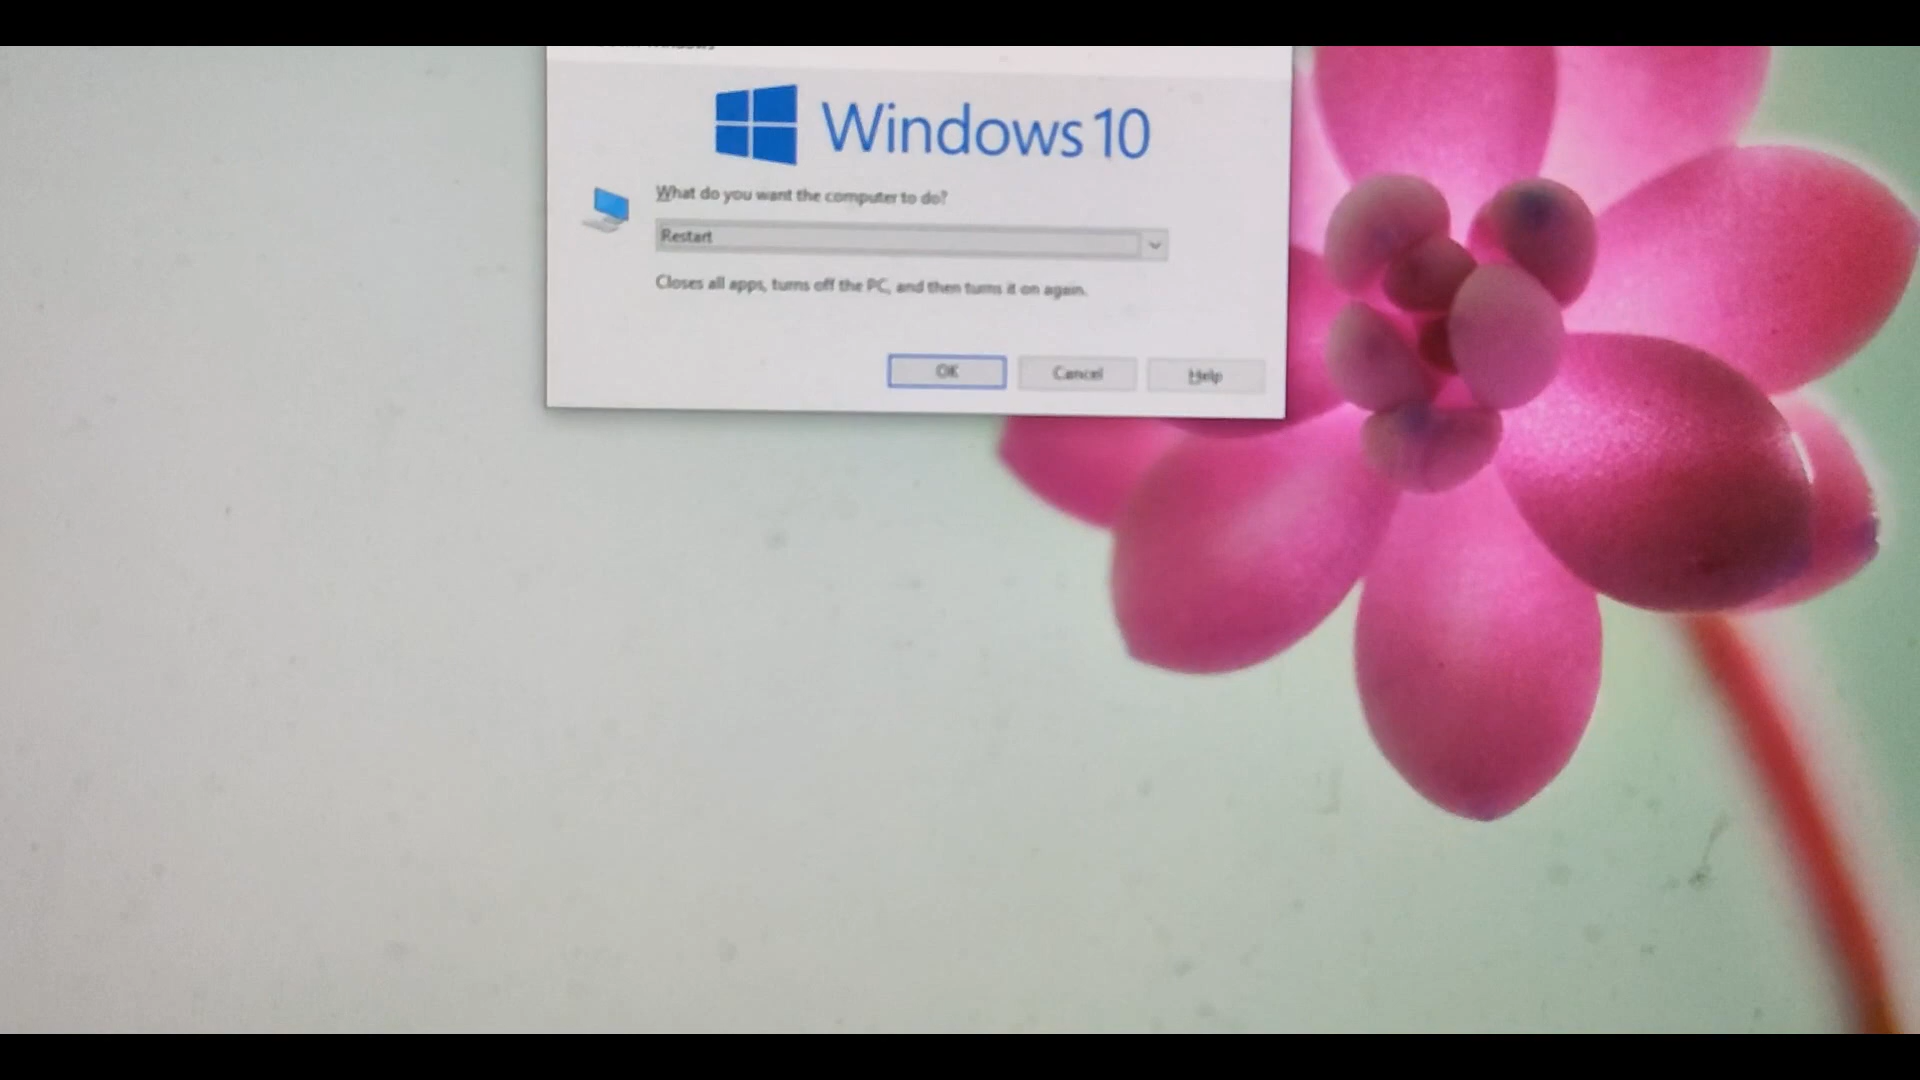 Windows 10
What do you want the computer to do?
Restart
Closes all apps, turns off the PC, and then turns it on again.
OK
Cancel
Help